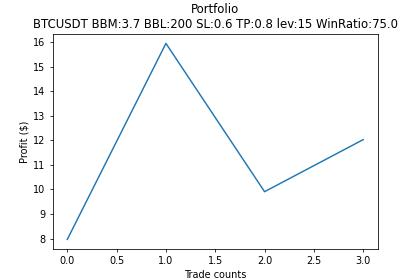 Portfolio
BTCUSDT BBM:3.7 BBL:200 SL:0.6 TP:0.8 lev:15 WinRatio:75.0
16
15
14
13
12
11
10
9
8
Profit ($)
0.0 0.5 1.0 1.5 2.0 2.5 3.0
Trade counts